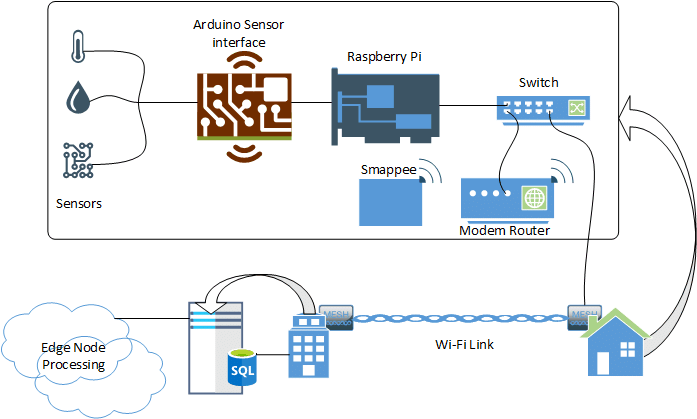 Arduino Sensor
interface
Raspberry Pi
Switch
Smappee
Sensors
Modem Router
MESH
MESH
Wi-Fi Link
Edge Node
Processing
SQL